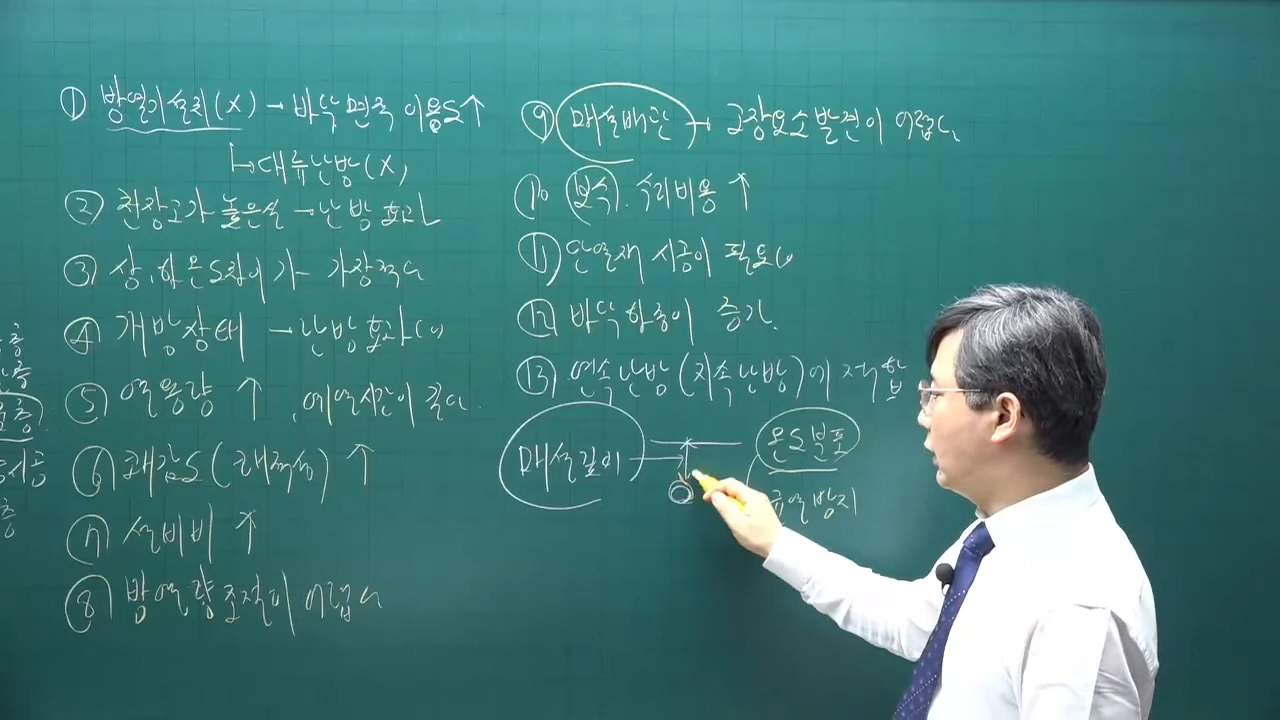 ① 방열기설치(X) → 바닥면적 이용도↑
↳대류난방(X)
② 천장고가 높은실 → 난방효과
③ 상,하온도차이가 가장적다
④ 개방상태 → 난방효과
⑤ 열용량 ↑, 예열시간이 길다.
⑥ 쾌감도(쾌적성) ↑
⑦ 설비비 ↑
⑧ 방열량조절이 어렵다
⑨ 매설배관 → 고장요소발견이 어렵다
⑩ 보수. 수리비용 ↑
⑪ 단열재 시공이 필요
⑫ 바닥하중이 증가.
⑬ 연속난방(지속난방)에 적합
매설깊이
온도분포
방지
층
층